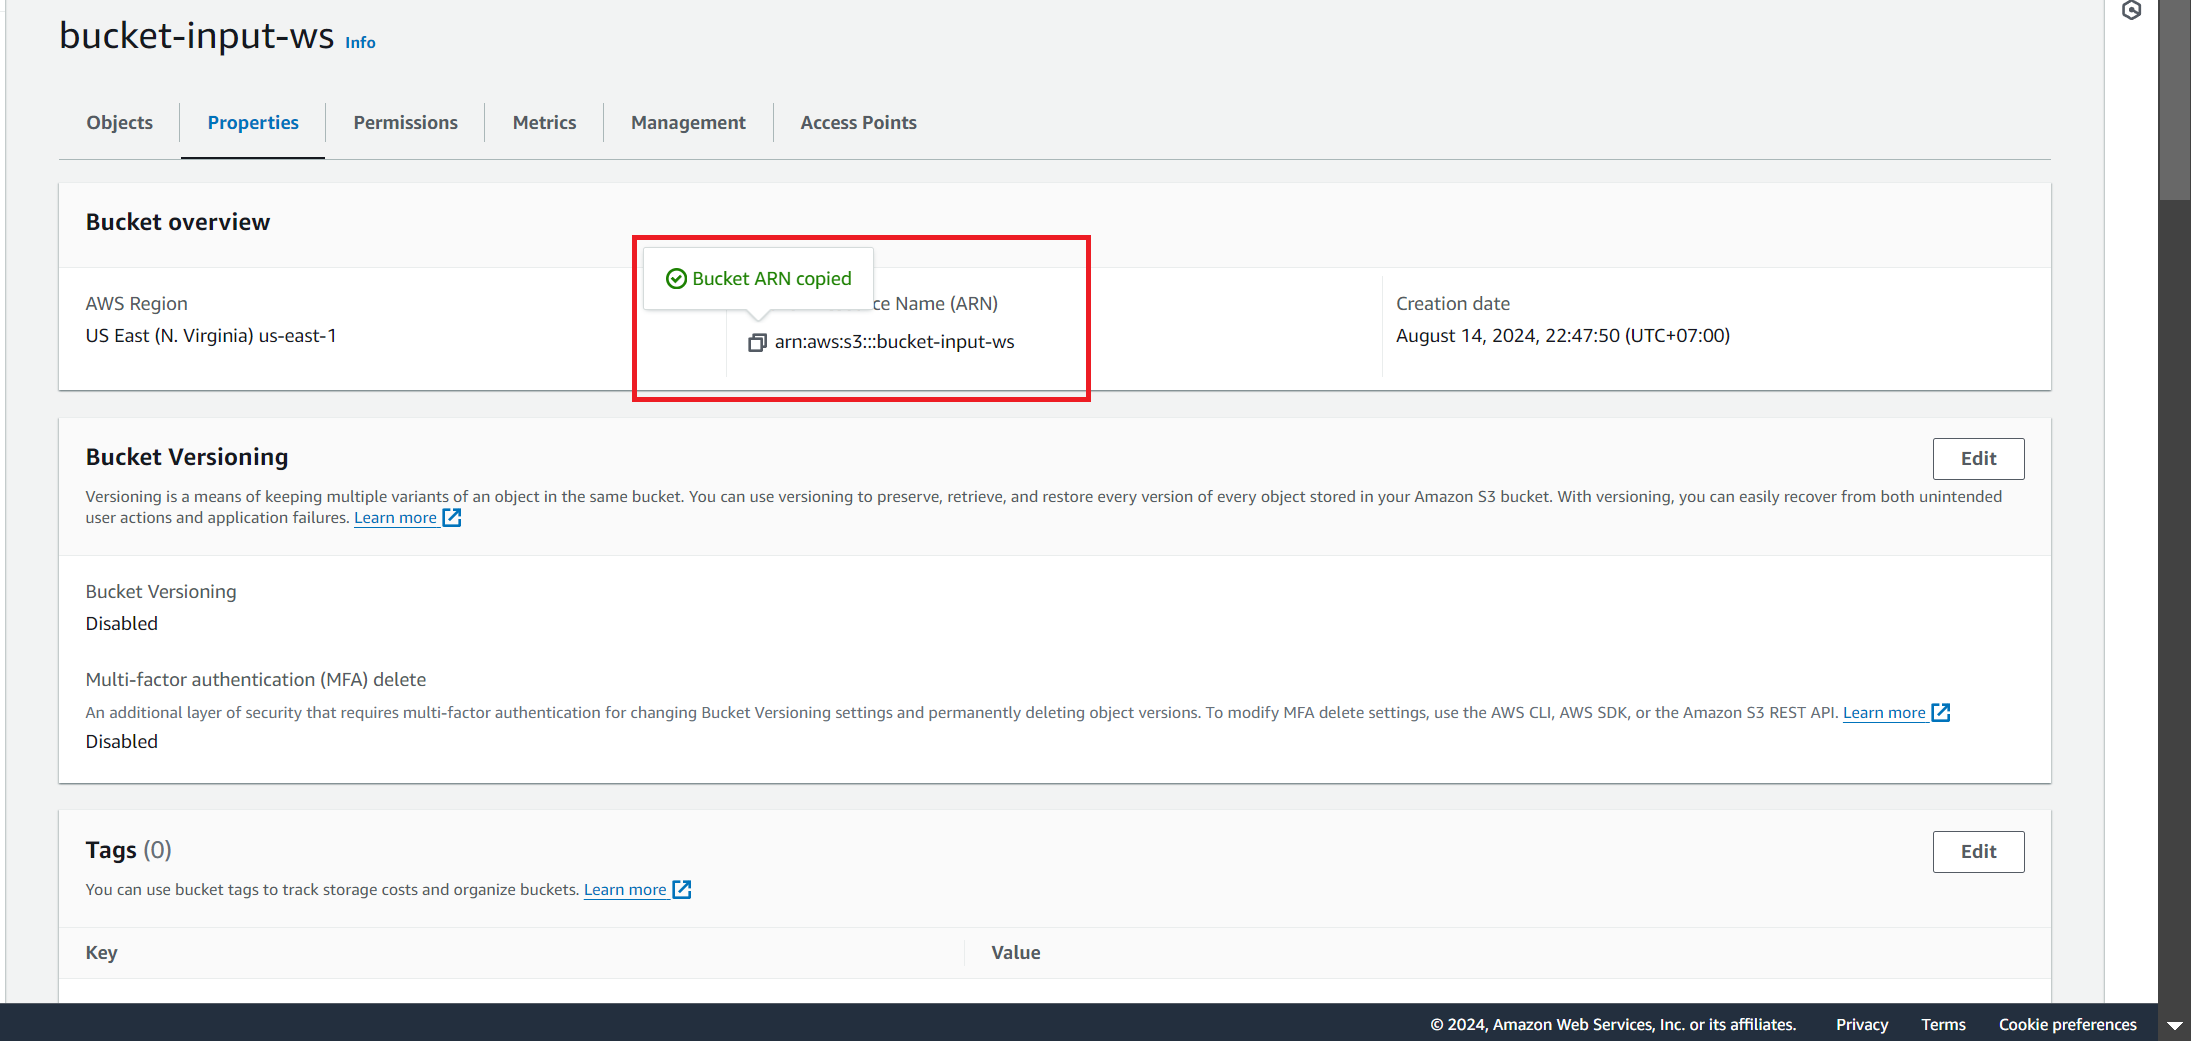 bucket-input-ws Info
Objects Properties Permissions Metrics Management Access Points
Bucket overview
AWS Region
US East (N. Virginia) us-east-1
Bucket ARN copied
ce Name (ARN)
arn:aws:s3:::bucket-input-ws
Creation date
August 14, 2024, 22:47:50 (UTC+07:00)
Bucket Versioning
Edit
Versioning is a means of keeping multiple variants of an object in the same bucket. You can use versioning to preserve, retrieve, and restore every version of every object stored in your Amazon S3 bucket. With versioning, you can easily recover from both unintended
user actions and application failures. Learn more
Bucket Versioning
Disabled
Multi-factor authentication (MFA) delete
An additional layer of security that requires multi-factor authentication for changing Bucket Versioning settings and permanently deleting object versions. To modify MFA delete settings, use the AWS CLI, AWS SDK, or the Amazon S3 REST API. Learn more
Disabled
Tags (0)
Edit
You can use bucket tags to track storage costs and organize buckets. Learn more
Key Value
© 2024, Amazon Web Services, Inc. or its affiliates. Privacy Terms Cookie preferences